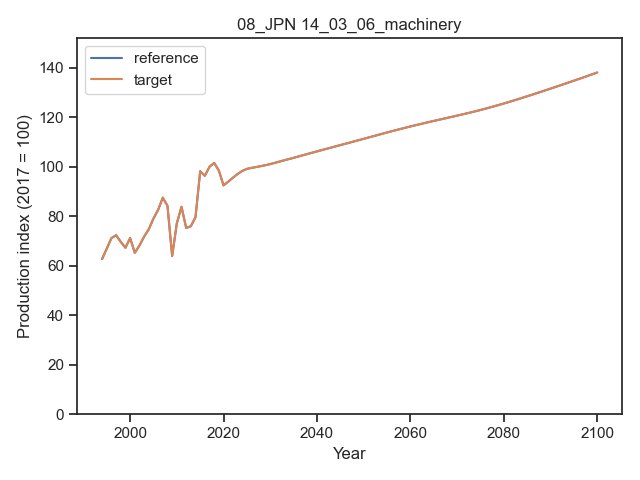 08_JPN 14_03_06_machinery
reference
target
Production index (2017 = 100)
140
120
100
80
60
40
20
0
2000 2020 2040 2060 2080 2100
Year